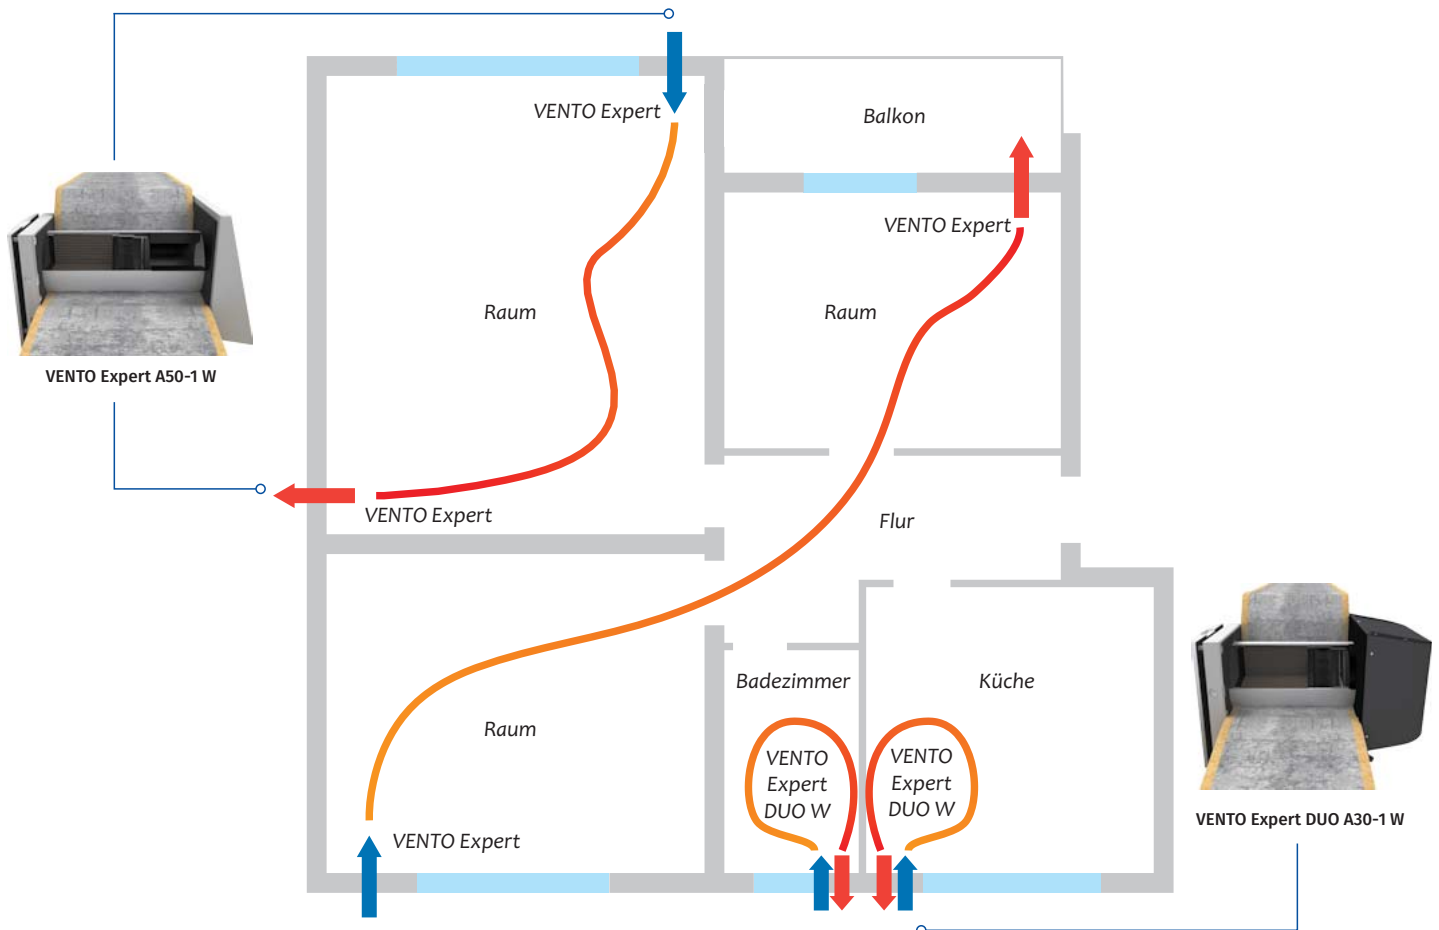 VENTO Expert
Balkon
VENTO Expert
Raum
Raum
VENTO Expert A50-1 W
VENTO Expert
Flur
Badezimmer
Küche
Raum
VENTO
Expert
DUO W
VENTO
Expert
DUO W
VENTO Expert DUO A30-1 W
VENTO Expert